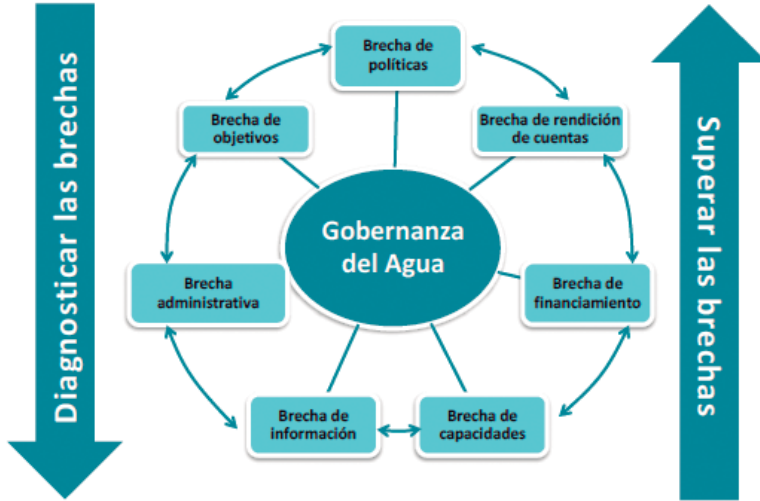 Diagnosticar las brechas
Brecha de
políticas
Brecha de
objetivos
Brecha de rendición
de cuentas
Gobernanza
del Agua
Brecha
administrativa
Brecha de
financiamiento
Brecha de
información
Brecha de
capacidades
Superar las brechas